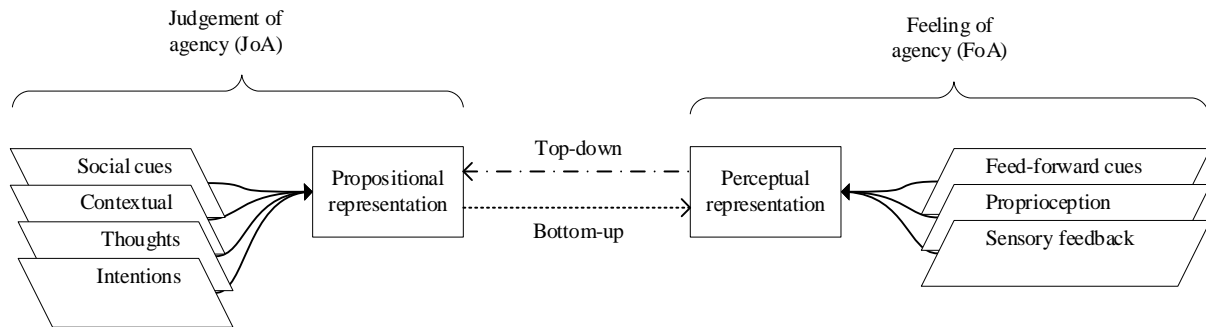 Judgement of
agency (JoA)
Feeling of
agency (FoA)
Social cues
Contextual
Thoughts
Intentions
Propositional
representation
Top-down
Bottom-up
Perceptual
representation
Feed-forward cues
Proprioception
Sensory feedback